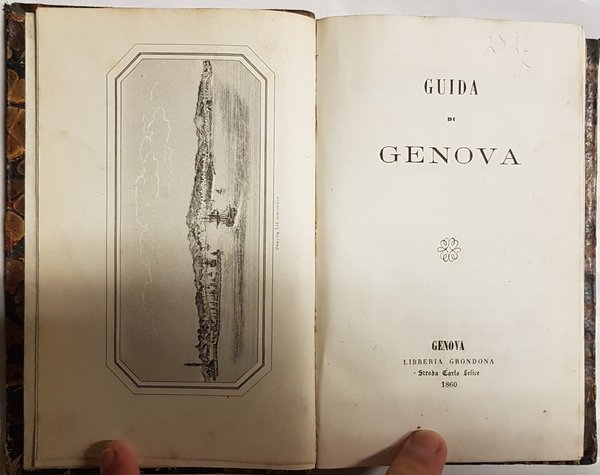 GUIDA
DI
GENOVA
GENOVA
LIBRERIA GRONDONA
Strada Carlo Felice
1860